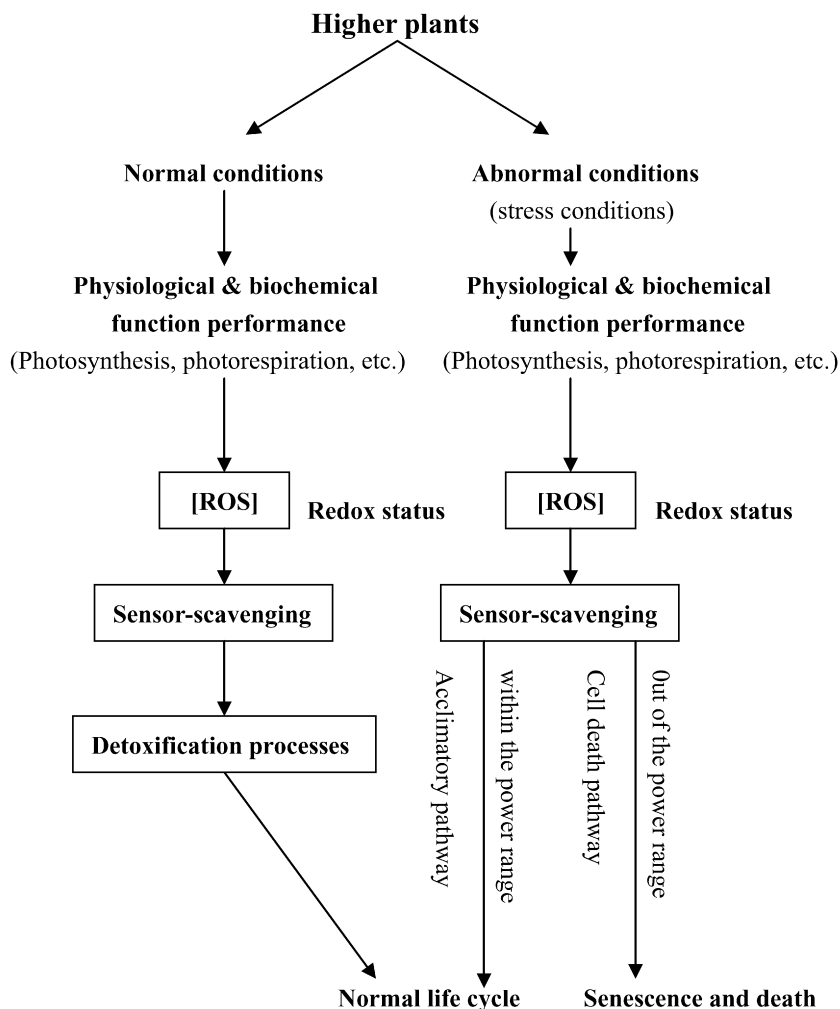 Higher plants
Normal conditions
Abnormal conditions
(stress conditions)
Physiological & biochemical
function performance
(Photosynthesis, photorespiration, etc.)
Physiological & biochemical
function performance
(Photosynthesis, photorespiration, etc.)
[ROS]
Redox status
[ROS]
Redox status
Sensor-scavenging
Sensor-scavenging
Detoxification processes
Acclimatory pathway
within the power range
Cell death pathway
0ut of the power range
Normal life cycle
Senescence and death